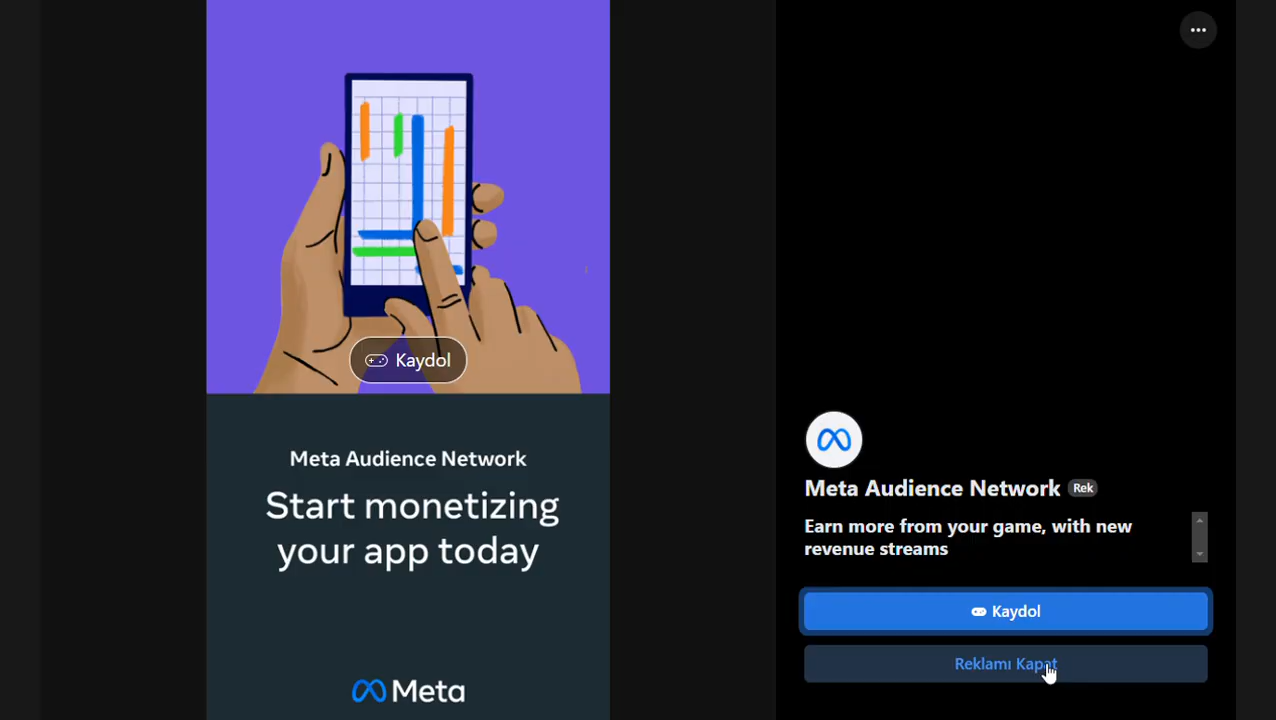 Kaydol
Meta Audience Network
Start monetizing
your app today
Meta
Meta Audience Network Rek
Earn more from your game, with new
revenue streams
Kaydol
Reklamı Kapat